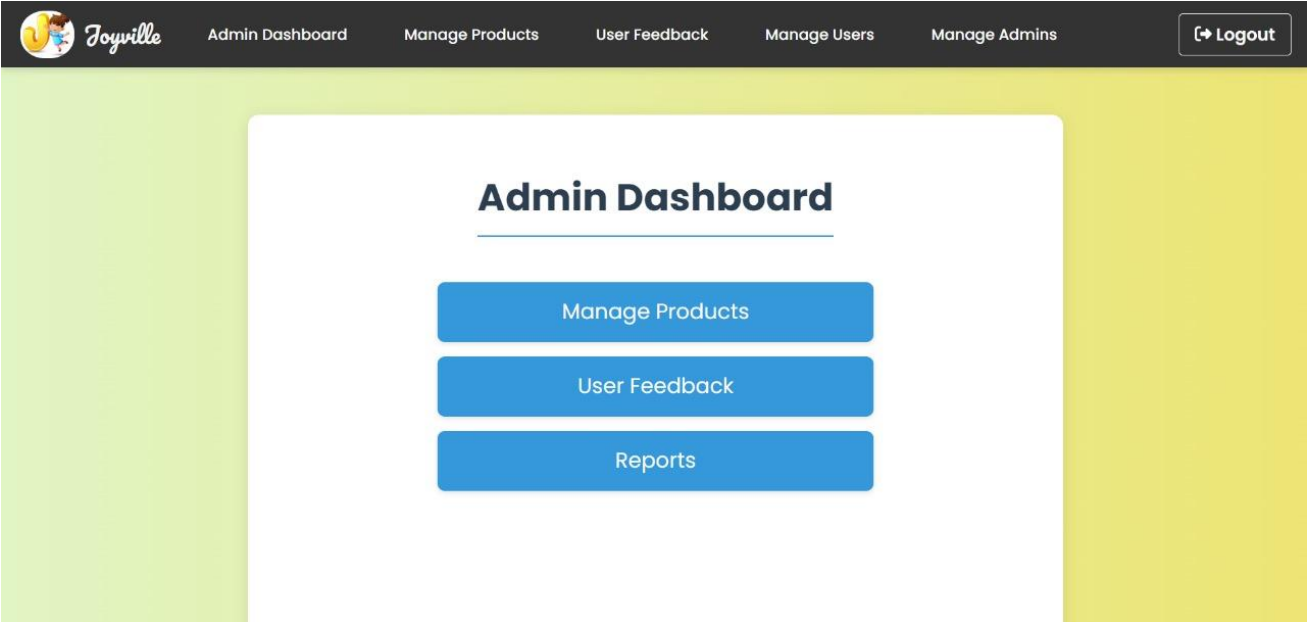 Joyville Admin Dashboard Manage Products User Feedback Manage Users Manage Admins Logout
Admin Dashboard
Manage Products
User Feedback
Reports